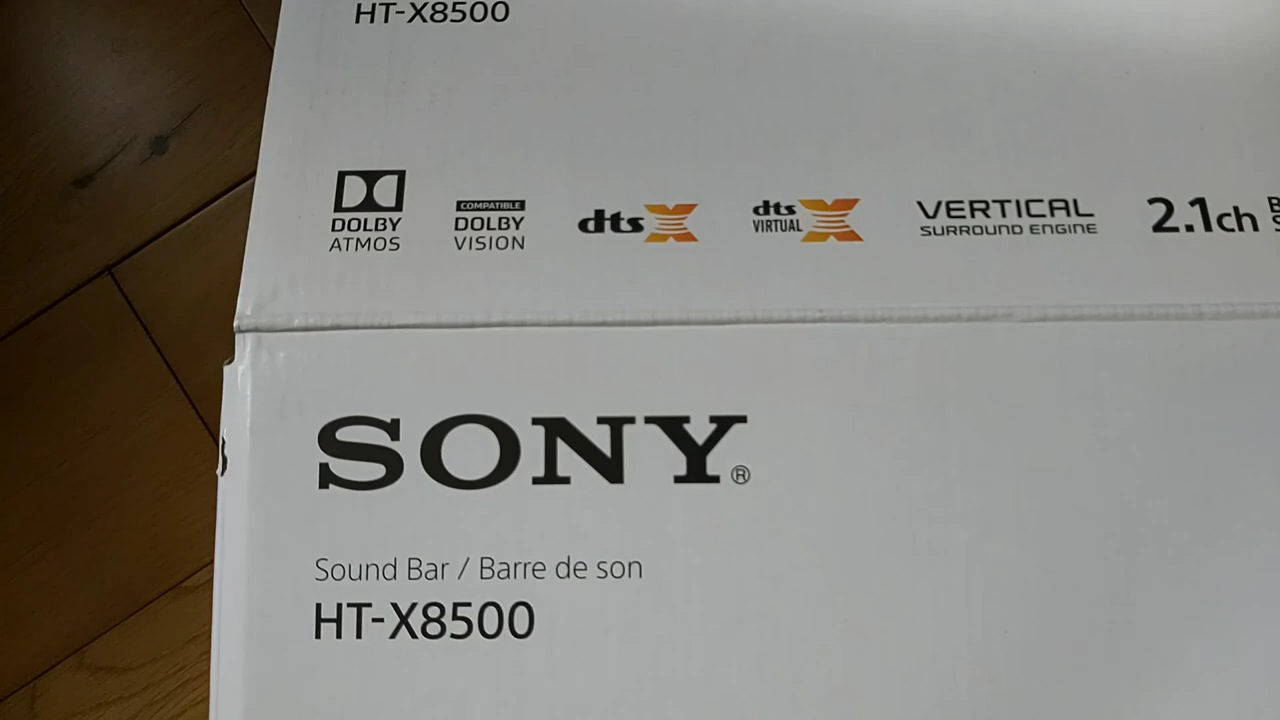 HT-X8500
DOLBY
ATMOS
COMPATIBLE
DOLBY
VISION
dts X
dts
VIRTUAL X
VERTICAL
SURROUND ENGINE
2.1ch
SONY®
Sound Bar / Barre de son
HT-X8500